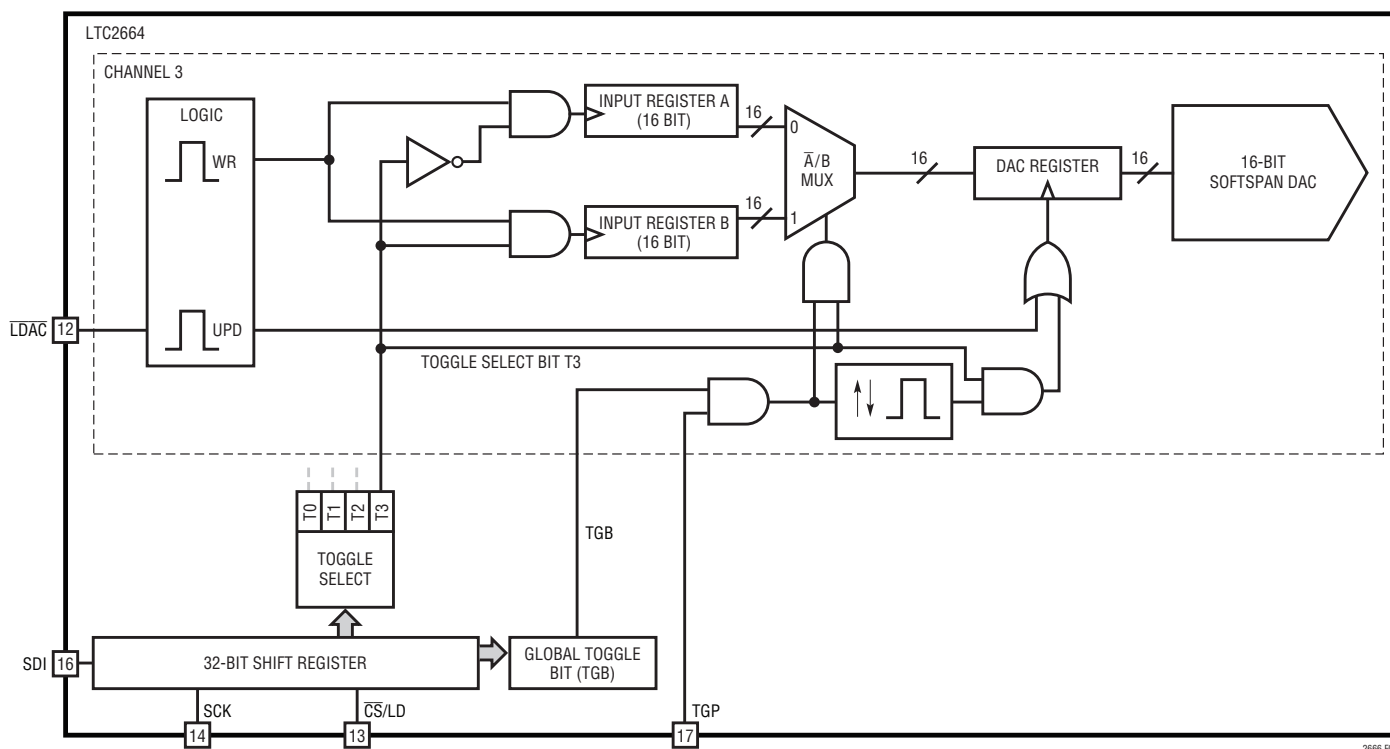 LTC2664
CHANNEL 3
LOGIC
WR
UPD
INPUT REGISTER A
(16 BIT)
16
0
A̅/B
MUX
16
DAC REGISTER
16
16-BIT
SOFTSPAN DAC
INPUT REGISTER B
(16 BIT)
16
1
L̅D̅A̅C̅ 12
TOGGLE SELECT BIT T3
T0 T1 T2 T3
TOGGLE
SELECT
TGB
SDI 16
32-BIT SHIFT REGISTER
GLOBAL TOGGLE
BIT (TGB)
SCK
C̅S̅/LD
TGP
14
13
17